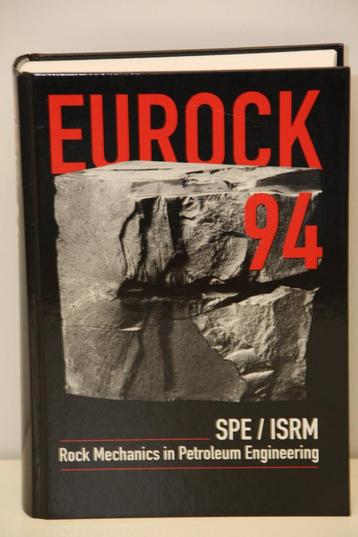 EUROCK
94
SPE / ISRM
Rock Mechanics in Petroleum Engineering